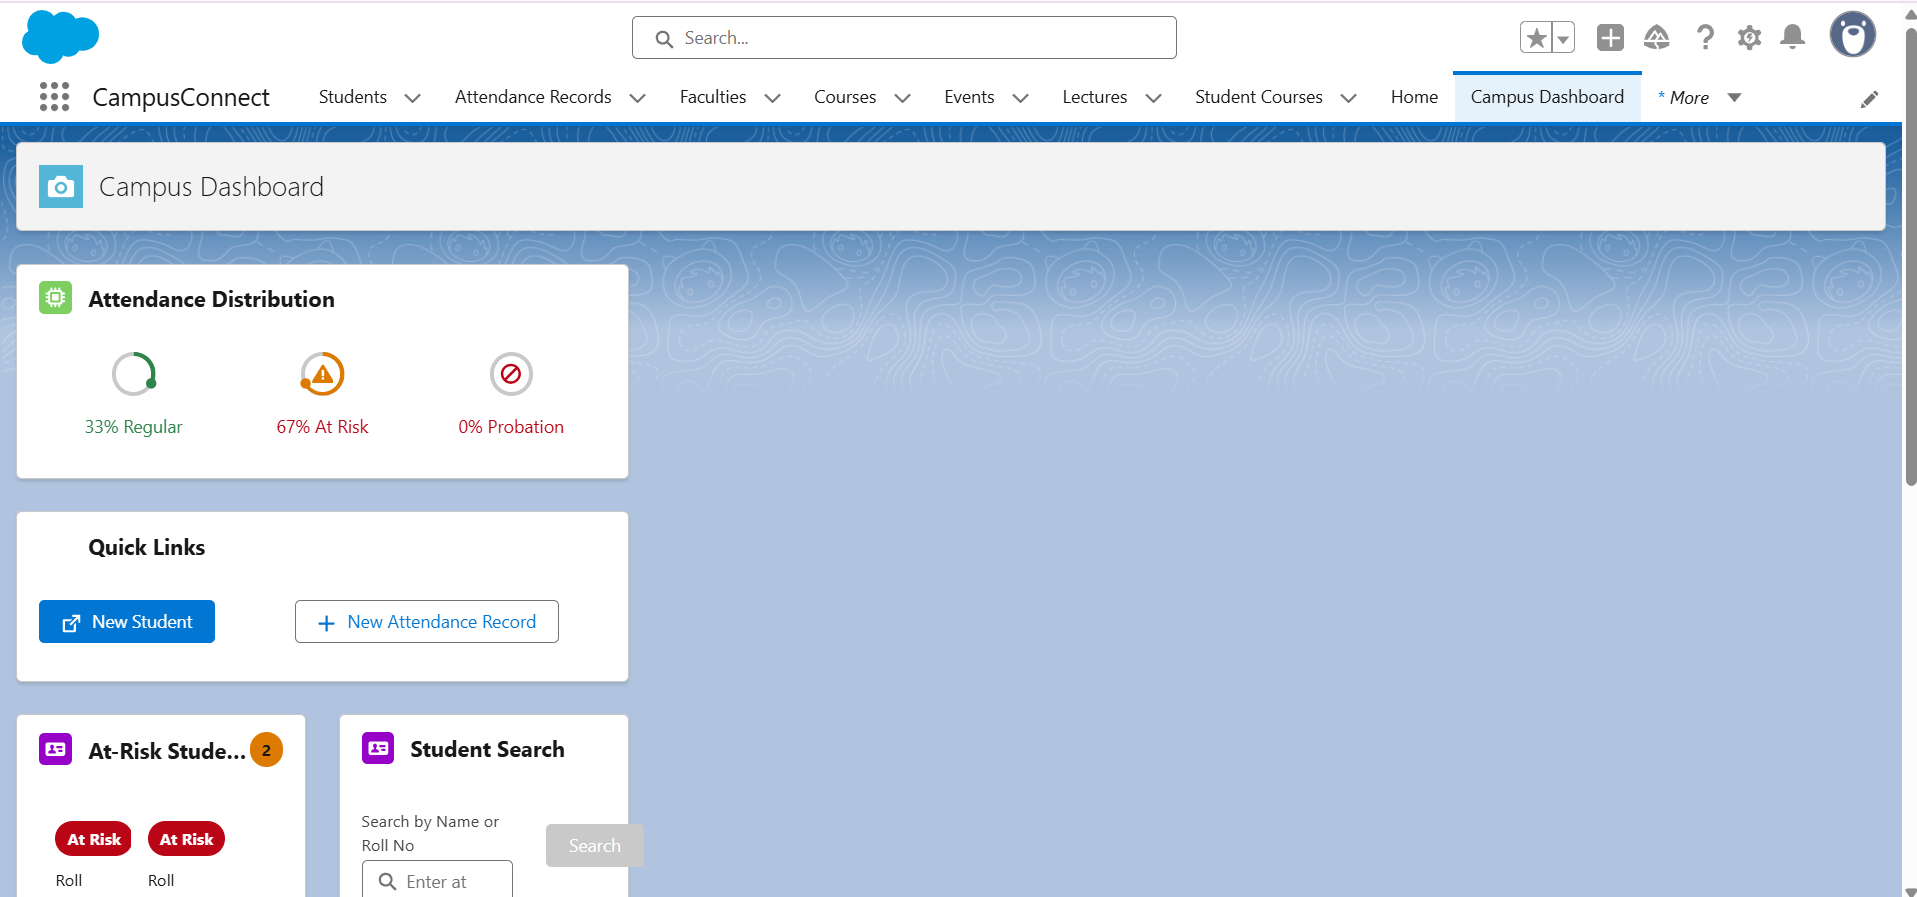 Search...
CampusConnect
Students
Attendance Records
Faculties
Courses
Events
Lectures
Student Courses
Home
Campus Dashboard
* More
Campus Dashboard
Attendance Distribution
33% Regular
67% At Risk
0% Probation
Quick Links
New Student
New Attendance Record
At-Risk Stude...
2
At Risk
At Risk
Roll
Roll
Student Search
Search by Name or
Roll No
Enter at
Search